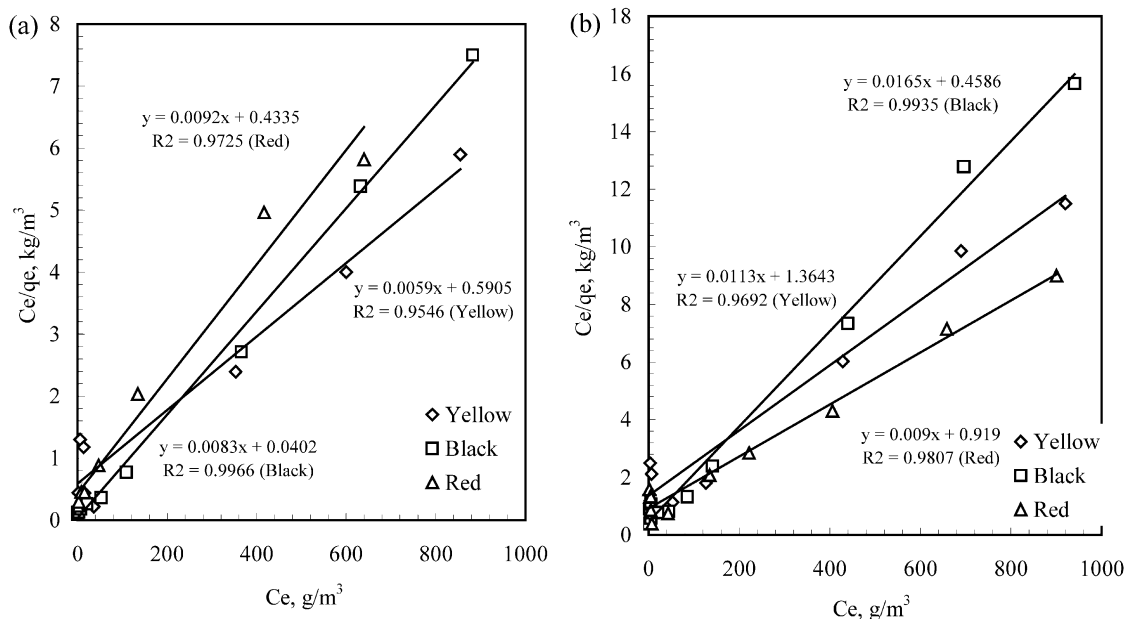 (a)
8
7
6
5
4
3
2
1
0
Ce/qe, kg/m³
y = 0.0092x + 0.4335
R2 = 0.9725 (Red)
y = 0.0059x + 0.5905
R2 = 0.9546 (Yellow)
y = 0.0083x + 0.0402
R2 = 0.9966 (Black)
Yellow
Black
Red
0 200 400 600 800 1000
Ce, g/m³
(b)
18
16
14
12
10
8
6
4
2
0
Ce/qe, kg/m³
y = 0.0165x + 0.4586
R2 = 0.9935 (Black)
y = 0.0113x + 1.3643
R2 = 0.9692 (Yellow)
y = 0.009x + 0.919
R2 = 0.9807 (Red)
Yellow
Black
Red
0 200 400 600 800 1000
Ce, g/m³